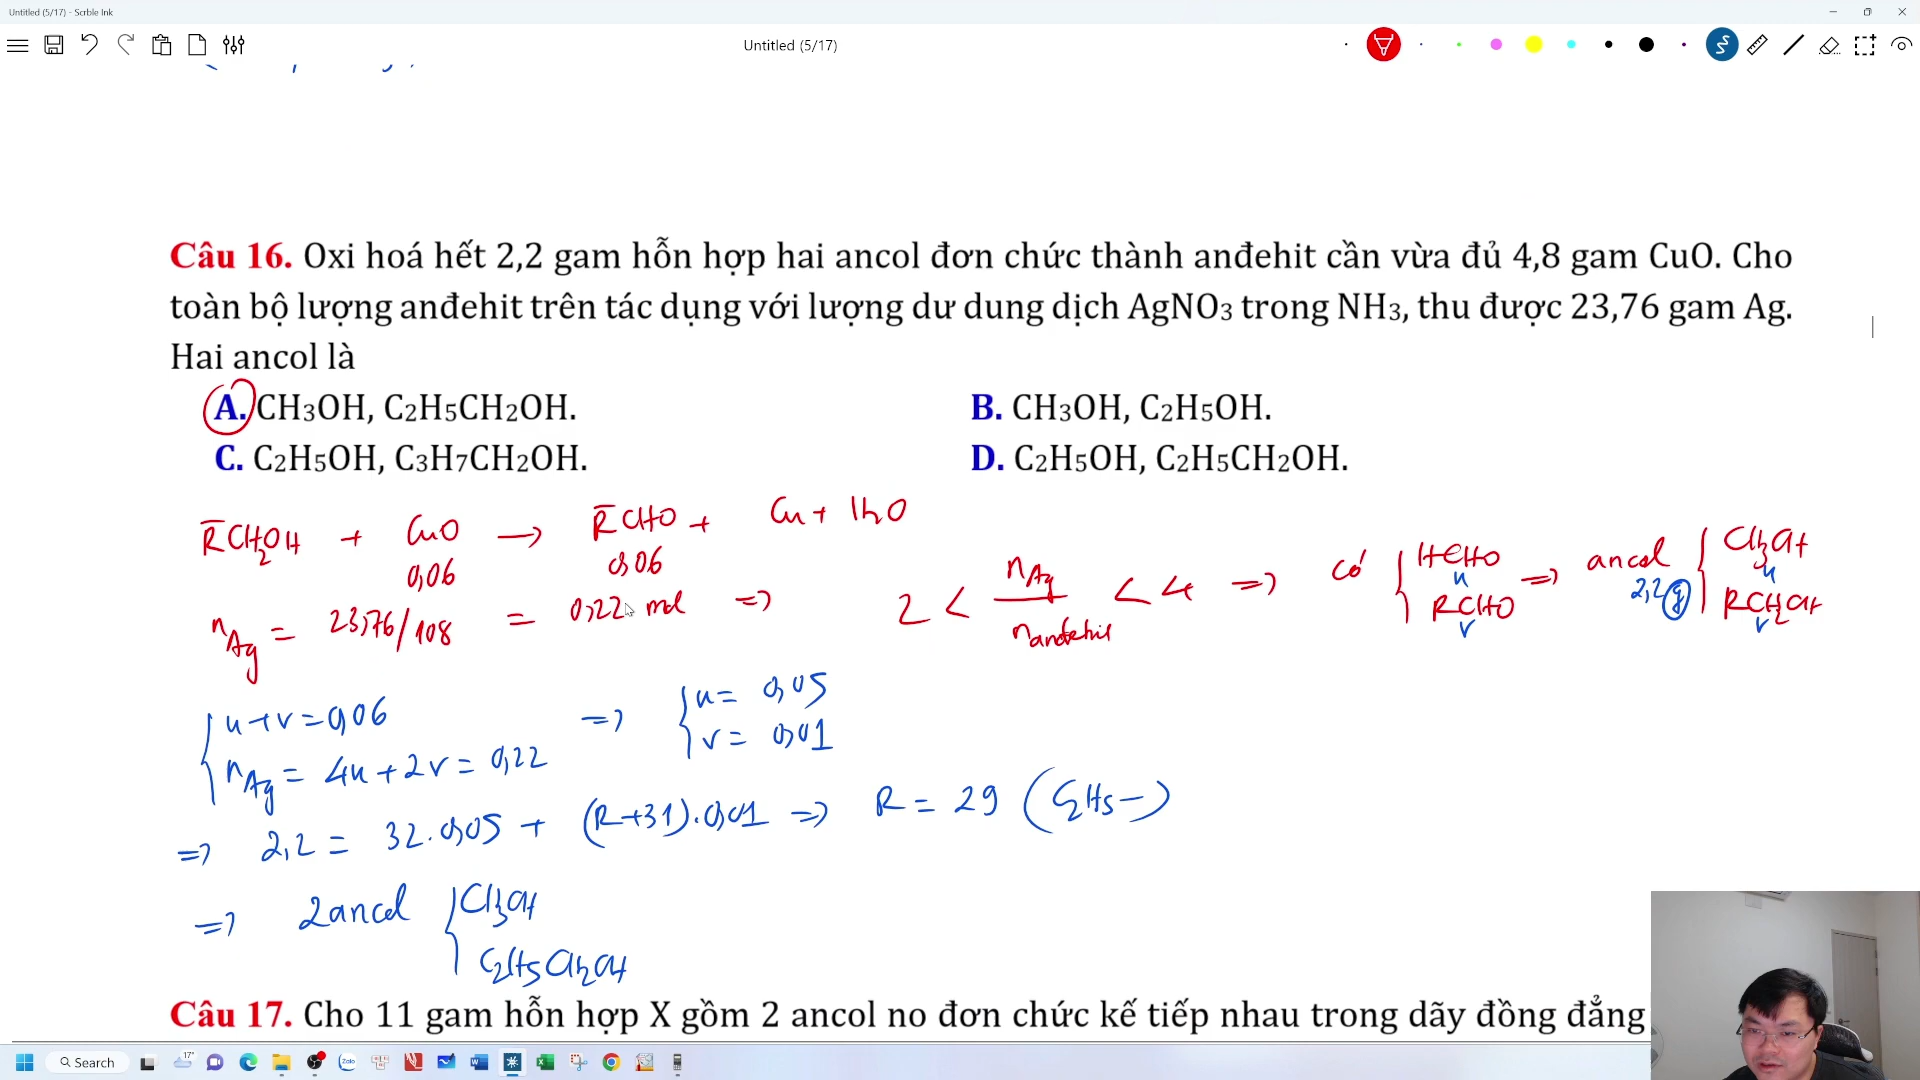 Untitled (5/17) - Scrble Ink
Untitled (5/17)
Câu 16. Oxi hoá hết 2,2 gam hỗn hợp hai ancol đơn chức thành anđehit cần vừa đủ 4,8 gam CuO. Cho
toàn bộ lượng anđehit trên tác dụng với lượng dư dung dịch AgNO3 trong NH3, thu được 23,76 gam Ag.
Hai ancol là
A. CH3OH, C2H5CH2OH. B. CH3OH, C2H5OH.
C. C2H5OH, C3H7CH2OH. D. C2H5OH, C2H5CH2OH.
R̄CH2OH + CuO → R̄CHO + Cu + H2O
0,06 0,06
nAg = 23,76/108 = 0,22 mol => 2 < nAg/nanđehit < 4 => có { HCHO u RCHO v => ancol 2,2g { CH3OH u RCH2OH v
{ u+v = 0,06
nAg = 4u + 2v = 0,22 => { u = 0,05
v = 0,01
=> 2,2 = 32.0,05 + (R+31).0,01 => R = 29 (C2H5-)
=> 2 ancol { CH3OH
C2H5CH2OH
Câu 17. Cho 11 gam hỗn hợp X gồm 2 ancol no đơn chức kế tiếp nhau trong dãy đồng đẳng
17°
Search
Zalo